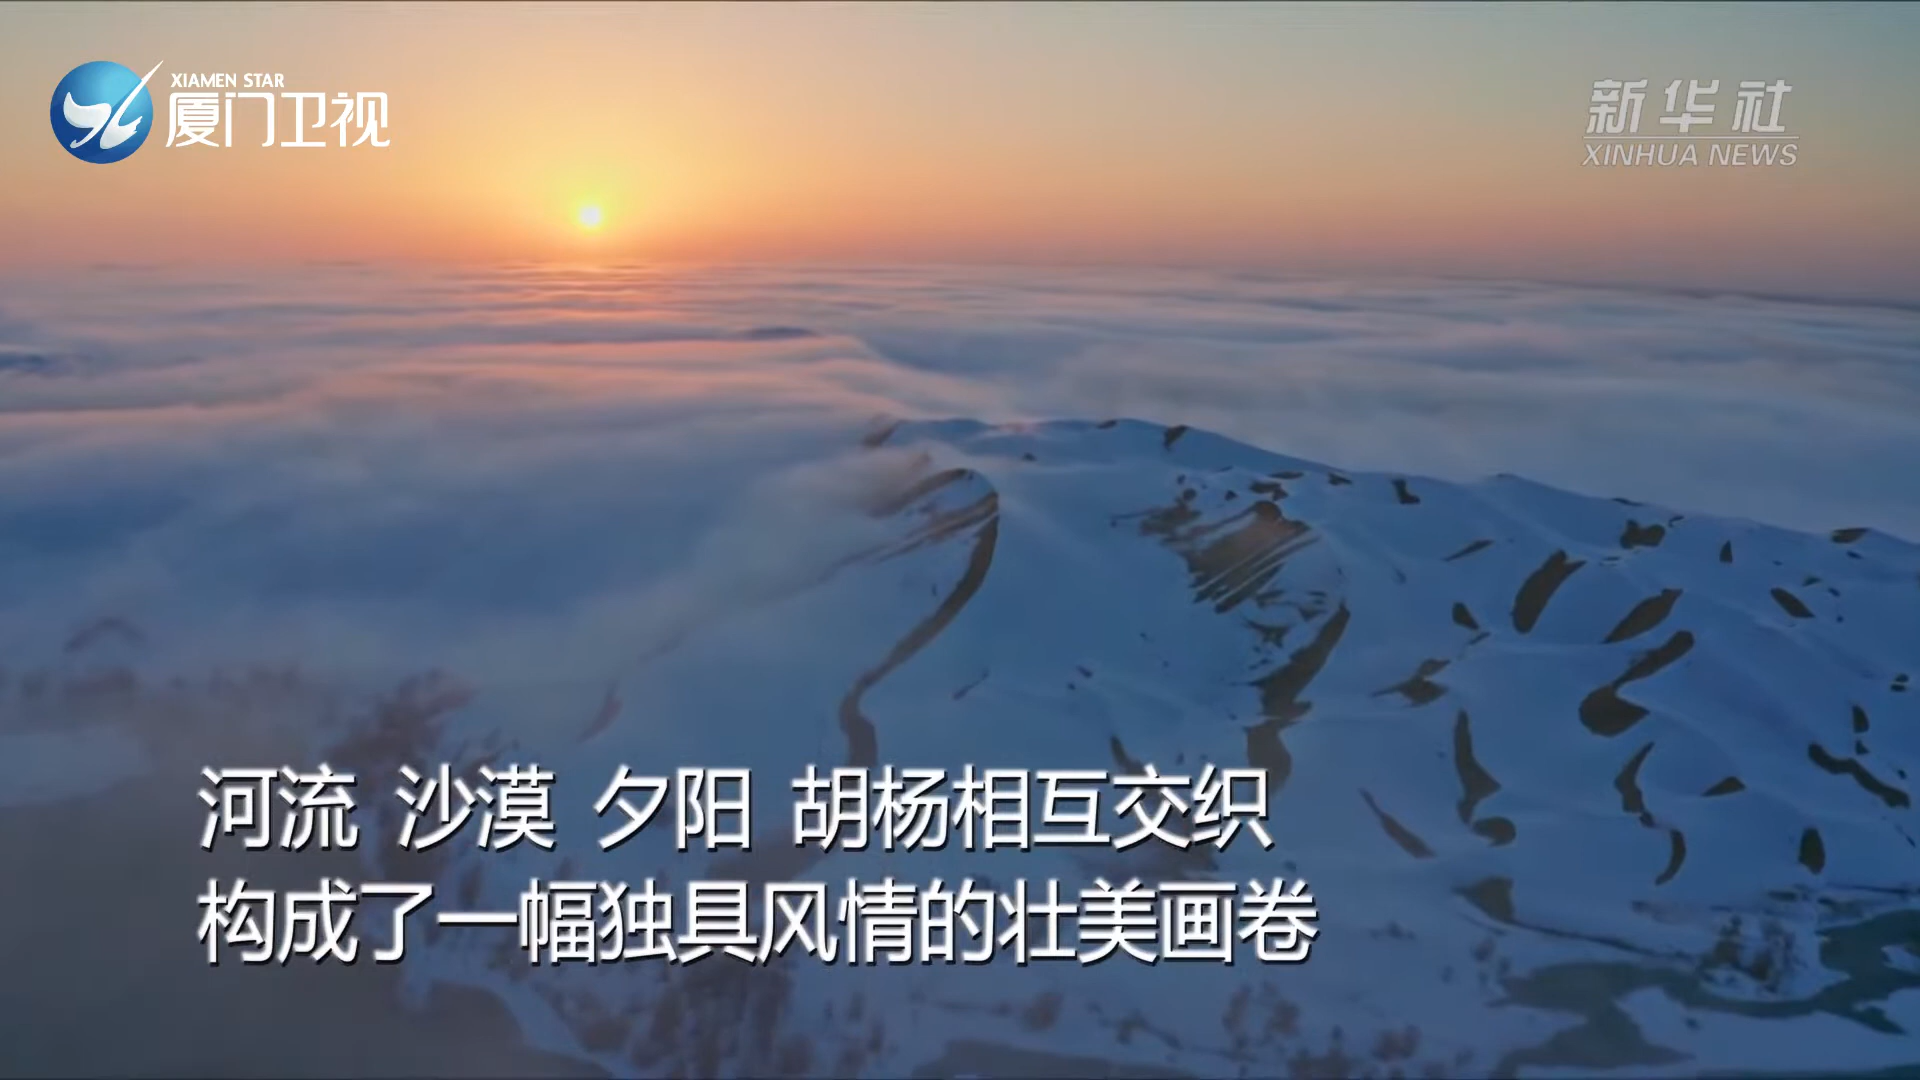 XIAMEN STAR
厦门卫视
新华社
XINHUA NEWS
河流 沙漠 夕阳 胡杨相互交织
构成了一幅独具风情的壮美画卷